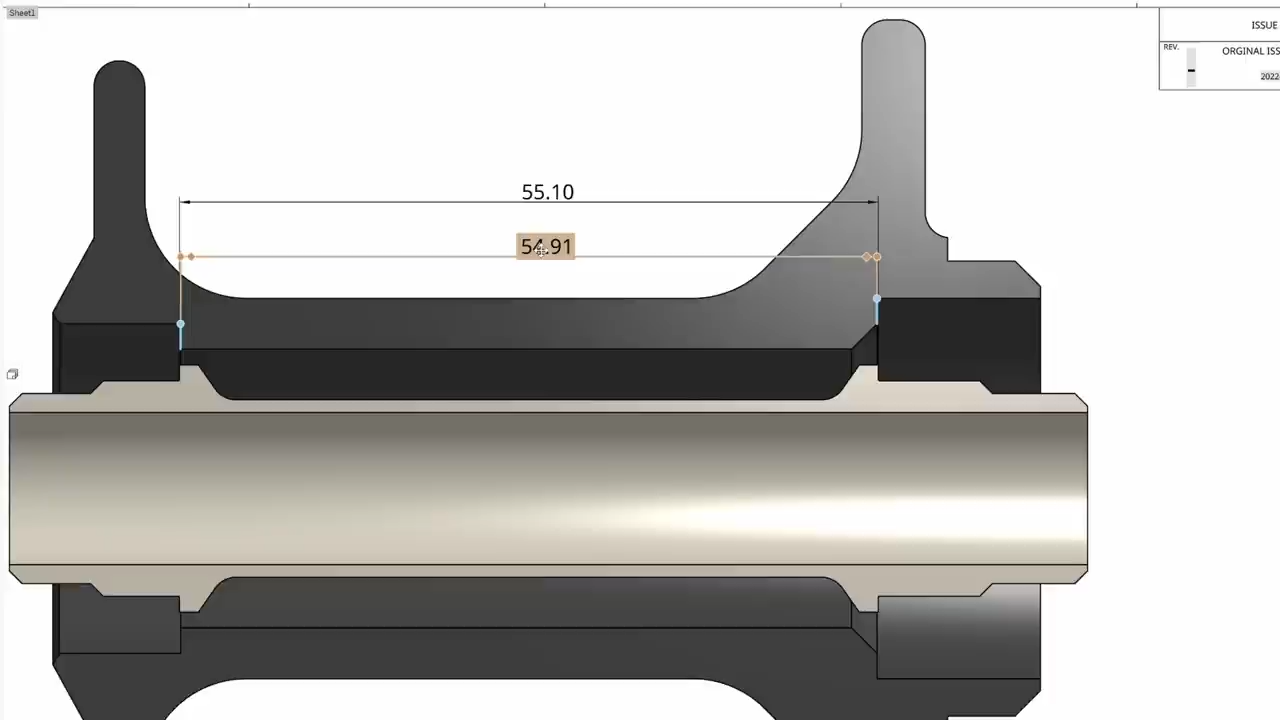 Sheet1
ISSUE
REV.
ORGINAL ISS
2022
55.10
54.91